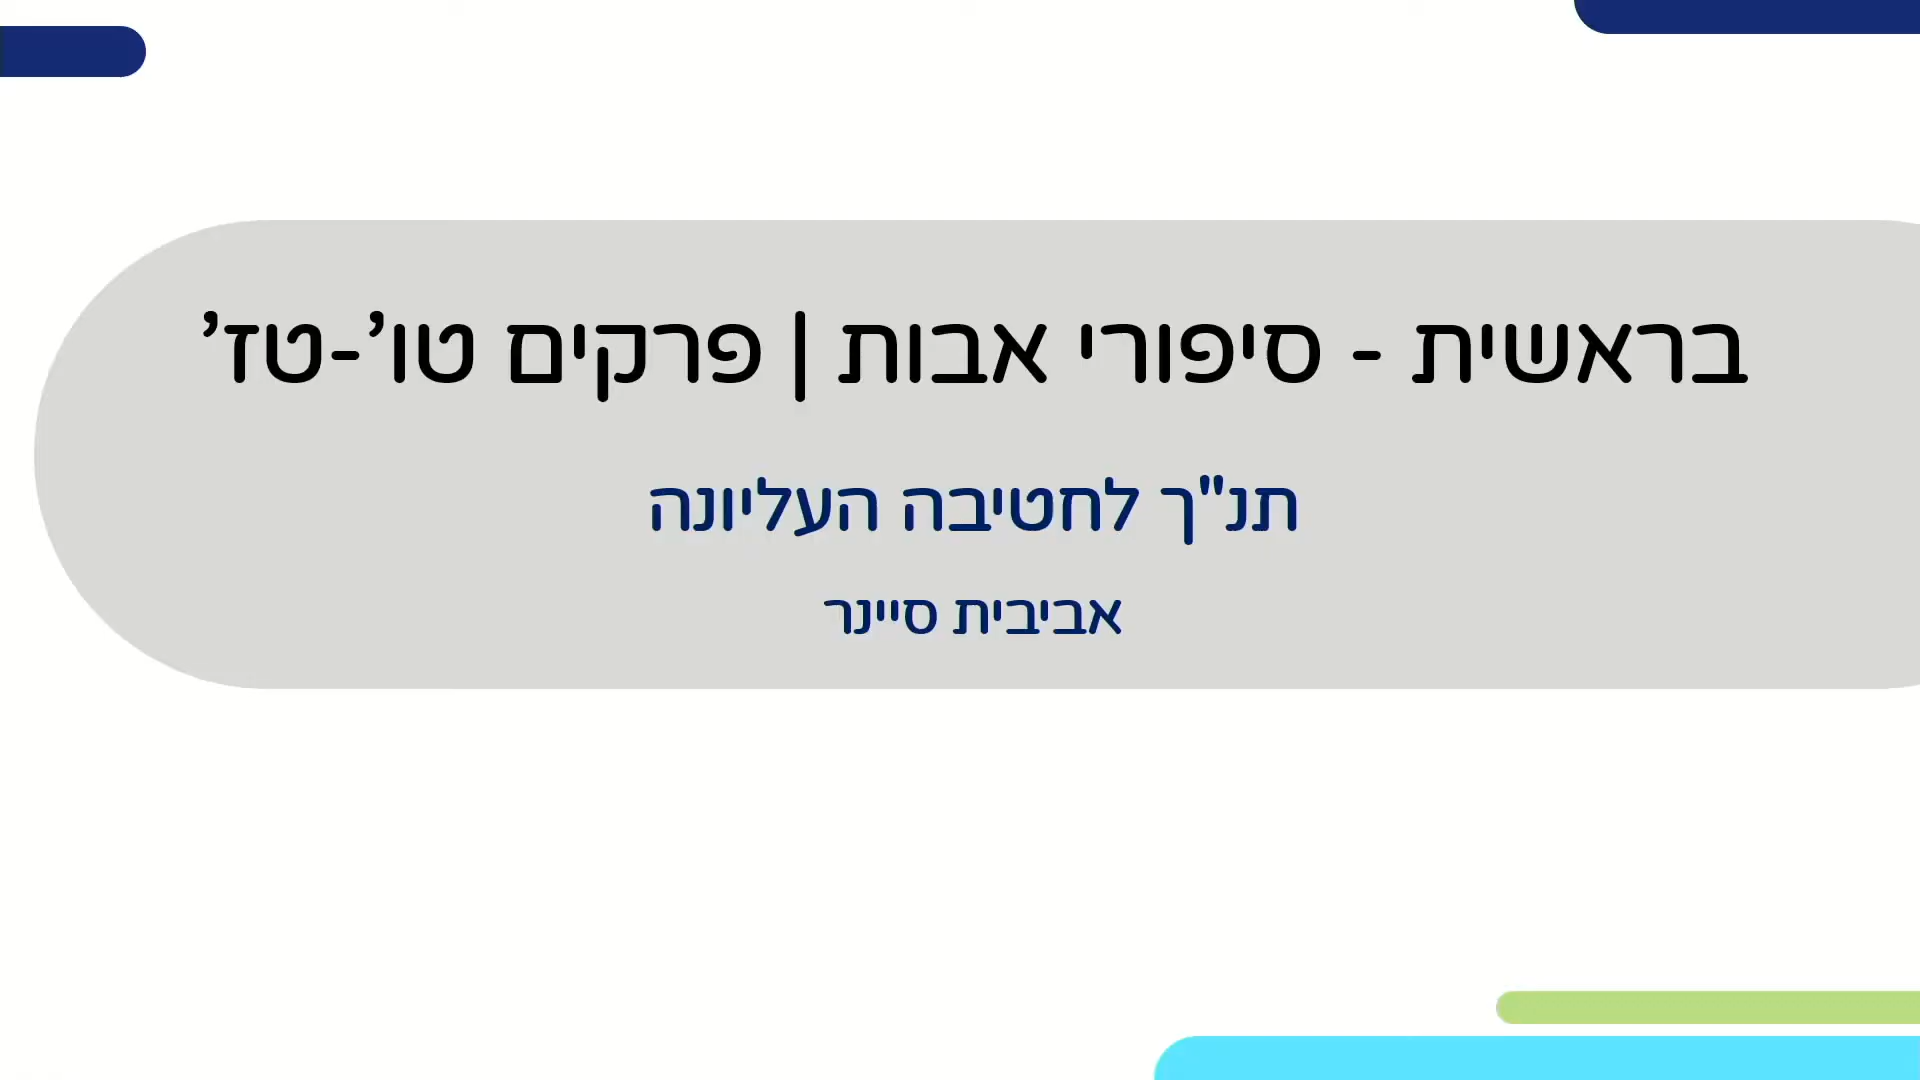 בראשית - סיפורי אבות | פרקים טו’-טז’
תנ"ך לחטיבה העליונה
אביבית סיינר